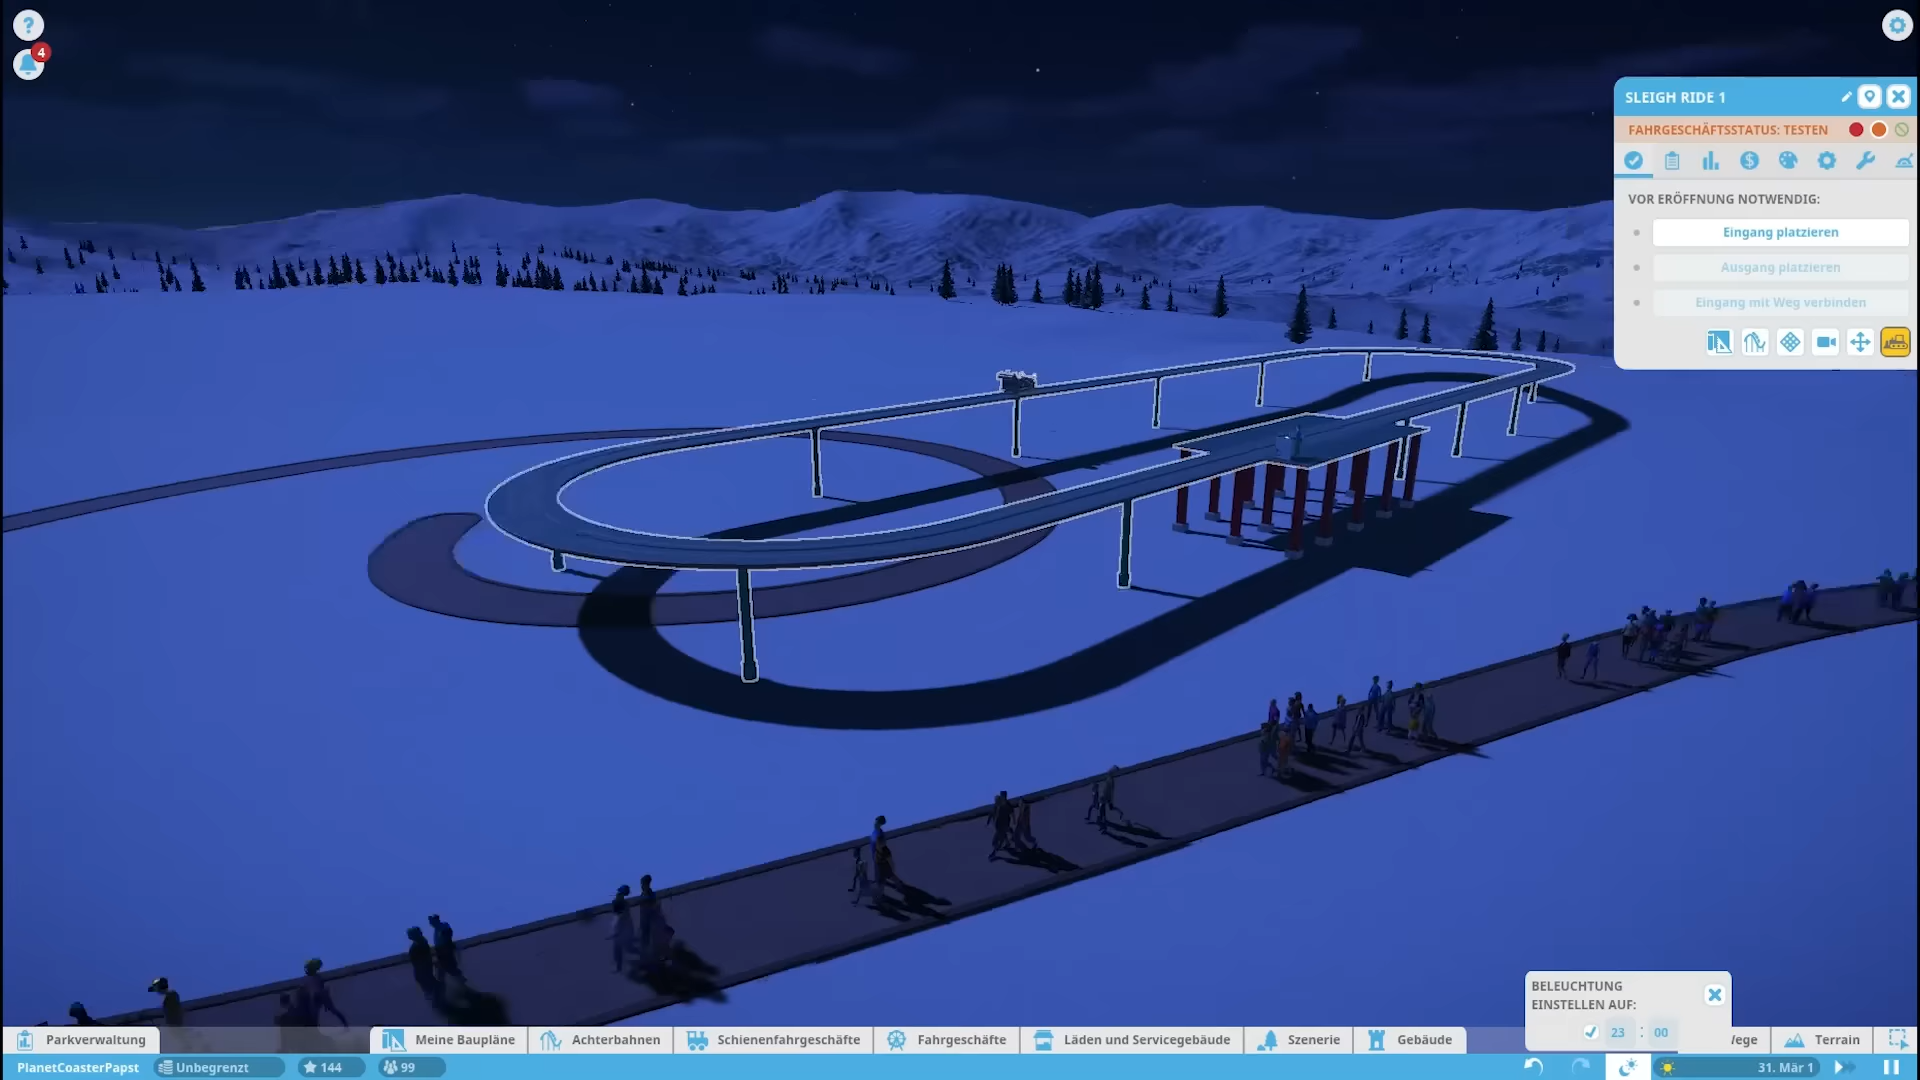 ?
4
SLEIGH RIDE 1
FAHRGESCHÄFTSSTATUS: TESTEN
VOR ERÖFFNUNG NOTWENDIG:
Eingang platzieren
Ausgang platzieren
Eingang mit Weg verbinden
BELEUCHTUNG
EINSTELLEN AUF:
23 : 00
Parkverwaltung
Meine Baupläne
Achterbahnen
Schienenfahrgeschäfte
Fahrgeschäfte
Läden und Servicegebäude
Szenerie
Gebäude
Terrain
PlanetCoasterPapst
Unbegrenzt
144
99
31. Mär 1